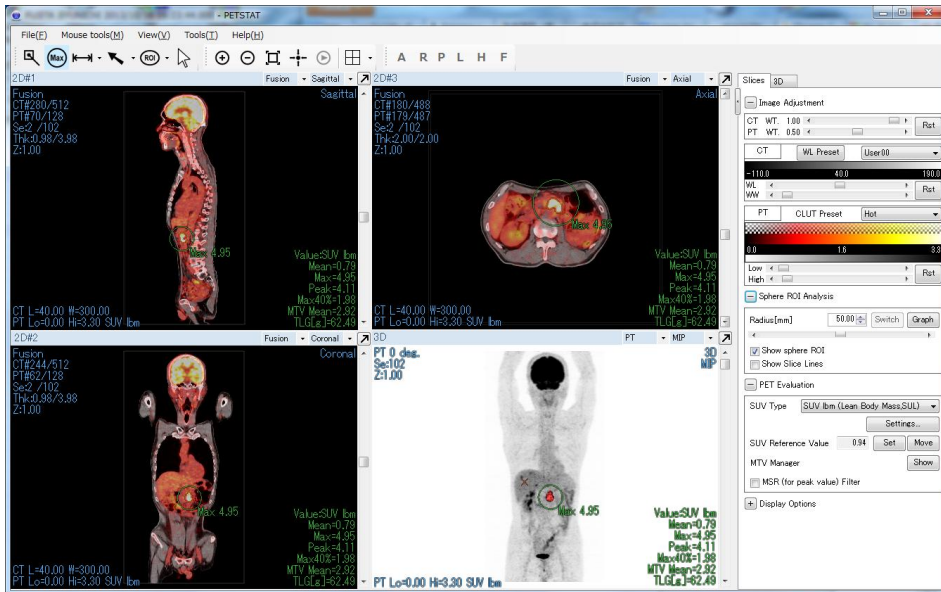 - PETSTAT
File(F) Mouse tools(M) View(V) Tools(T) Help(H)
Max ROI A R P L H F
2D#1 Fusion Sagittal
Fusion
CT#280/512
PT#70/128
Se:2 /102
Thk:0.98/3.98
Z:1.00
Sagittal
Max 4.95
Value:SUV lbm
Mean=0.79
Max=4.95
Peak=4.11
Max40%=1.98
MTV Mean=2.92
TLG[g]=62.49
CT L=40.00 W=300.00
PT Lo=0.00 Hi=3.30 SUV lbm
2D#3 Fusion Axial
Fusion
CT#180/488
PT#179/487
Se:2 /102
Thk:2.00/2.00
Z:1.00
Axial
Max 4.95
Value:SUV lbm
Mean=0.79
Max=4.95
Peak=4.11
Max40%=1.98
MTV Mean=2.92
TLG[g]=62.49
CT L=40.00 W=300.00
PT Lo=0.00 Hi=3.30 SUV lbm
2D#2 Fusion Coronal
Fusion
CT#244/512
PT#62/128
Se:2 /102
Thk:0.98/3.98
Z:1.00
Coronal
Max 4.95
Value:SUV lbm
Mean=0.79
Max=4.95
Peak=4.11
Max40%=1.98
MTV Mean=2.92
TLG[g]=62.49
CT L=40.00 W=300.00
PT Lo=0.00 Hi=3.30 SUV lbm
3D PT MIP
PT 0 deg.
Se:102
Z:1.00
3D
MIP
Max 4.95
Value:SUV lbm
Mean=0.79
Max=4.95
Peak=4.11
Max40%=1.98
MTV Mean=2.92
TLG[g]=62.49
PT Lo=0.00 Hi=3.30 SUV lbm
Slices 3D
Image Adjustment
CT WT. 1.00
PT WT. 0.50
Rst
CT WL Preset User00
-110.0 40.0 190.0
WL
WW
Rst
PT CLUT Preset Hot
0.0 1.6 3.3
Low
High
Rst
Sphere ROI Analysis
Radius[mm] 50.00 Switch Graph
Show sphere ROI
Show Slice Lines
PET Evaluation
SUV Type SUV lbm (Lean Body Mass,SUL)
Settings...
SUV Reference Value 0.94 Set Move
MTV Manager Show
MSR (for peak value) Filter
Display Options